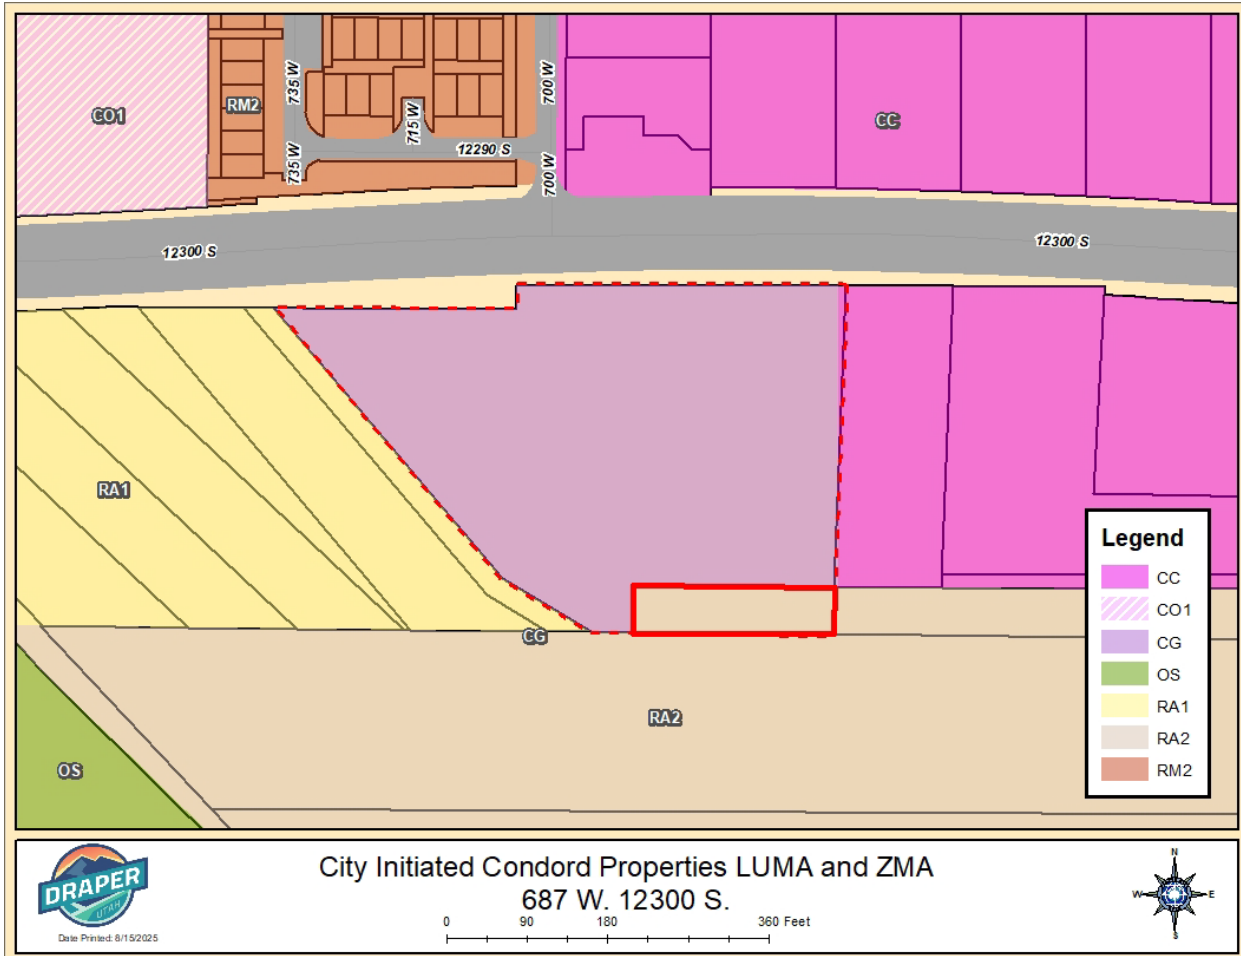 CO1
RM2
735 W
735 W
715 W
12290 S
700 W
700 W
CC
12300 S
12300 S
RA1
CG
RA2
OS
Legend
CC
CO1
CG
OS
RA1
RA2
RM2
DRAPER
UTAH
Date Printed: 8/15/2025
City Initiated Condord Properties LUMA and ZMA
687 W. 12300 S.
0 90 180 360 Feet
N
W E
S